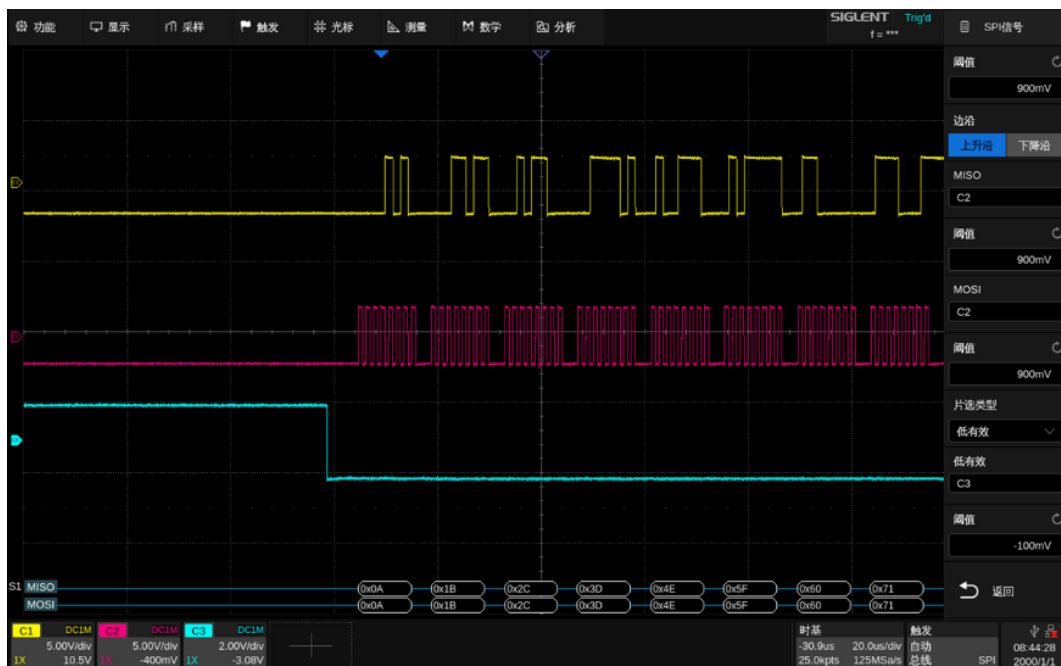 功能 显示 采样 触发 光标 测量 数学 分析
SIGLENT Trig'd
f = ***
SPI信号
阈值
900mV
边沿
上升沿 下降沿
MISO
C2
阈值
900mV
MOSI
C2
阈值
900mV
片选类型
低有效
低有效
C3
阈值
-100mV
返回
S1 MISO 0x0A 0x1B 0x2C 0x3D 0x4E 0x5F 0x60 0x71
MOSI 0x0A 0x1B 0x2C 0x3D 0x4E 0x5F 0x60 0x71
C1 DC1M C2 DC1M C3 DC1M 时基 触发
5.00V/div 5.00V/div 2.00V/div -30.9us 20.0us/div 自动
1X 10.5V 1X -400mV 1X -3.08V 25.0kpts 125MSa/s 总线 SPI
08:44:28
2000/1/1